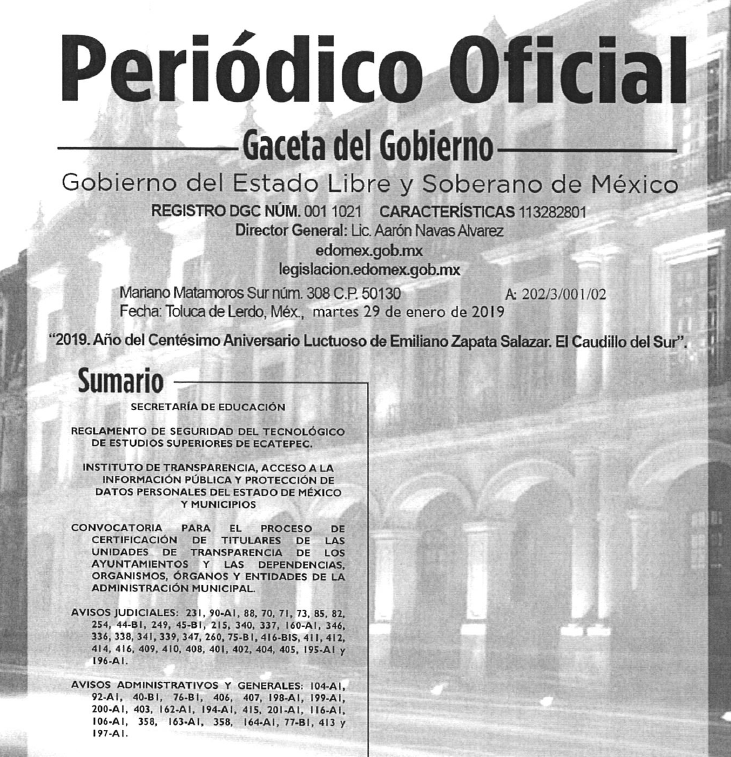 Periódico Oficial
Gaceta del Gobierno
Gobierno del Estado Libre y Soberano de México
REGISTRO DGC NÚM. 001 1021 CARACTERÍSTICAS 113282801
Director General: Lic. Aarón Navas Alvarez
edomex.gob.mx
legislacion.edomex.gob.mx
Mariano Matamoros Sur núm. 308 C.P. 50130 A: 202/3/001/02
Fecha: Toluca de Lerdo, Méx., martes 29 de enero de 2019
“2019. Año del Centésimo Aniversario Luctuoso de Emiliano Zapata Salazar. El Caudillo del Sur”.
Sumario
SECRETARÍA DE EDUCACIÓN
REGLAMENTO DE SEGURIDAD DEL TECNOLÓGICO
DE ESTUDIOS SUPERIORES DE ECATEPEC.
INSTITUTO DE TRANSPARENCIA, ACCESO A LA
INFORMACIÓN PÚBLICA Y PROTECCIÓN DE
DATOS PERSONALES DEL ESTADO DE MÉXICO
Y MUNICIPIOS
CONVOCATORIA PARA EL PROCESO DE
CERTIFICACIÓN DE TITULARES DE LAS
UNIDADES DE TRANSPARENCIA DE LOS
AYUNTAMIENTOS Y LAS DEPENDENCIAS,
ORGANISMOS, ÓRGANOS Y ENTIDADES DE LA
ADMINISTRACIÓN MUNICIPAL.
AVISOS JUDICIALES: 231, 90-A1, 88, 70, 71, 73, 85, 82,
254, 44-B1, 249, 45-B1, 215, 340, 337, 160-A1, 346,
336, 338, 341, 339, 347, 260, 75-B1, 416-BIS, 411, 412,
414, 416, 409, 410, 408, 401, 402, 404, 405, 195-A1 y
196-A1.
AVISOS ADMINISTRATIVOS Y GENERALES: 104-A1,
92-A1, 40-B1, 76-B1, 406, 407, 198-A1, 199-A1,
200-A1, 403, 162-A1, 194-A1, 415, 201-A1, 116-A1,
106-A1, 358, 163-A1, 358, 164-A1, 77-B1, 413 y
197-A1.